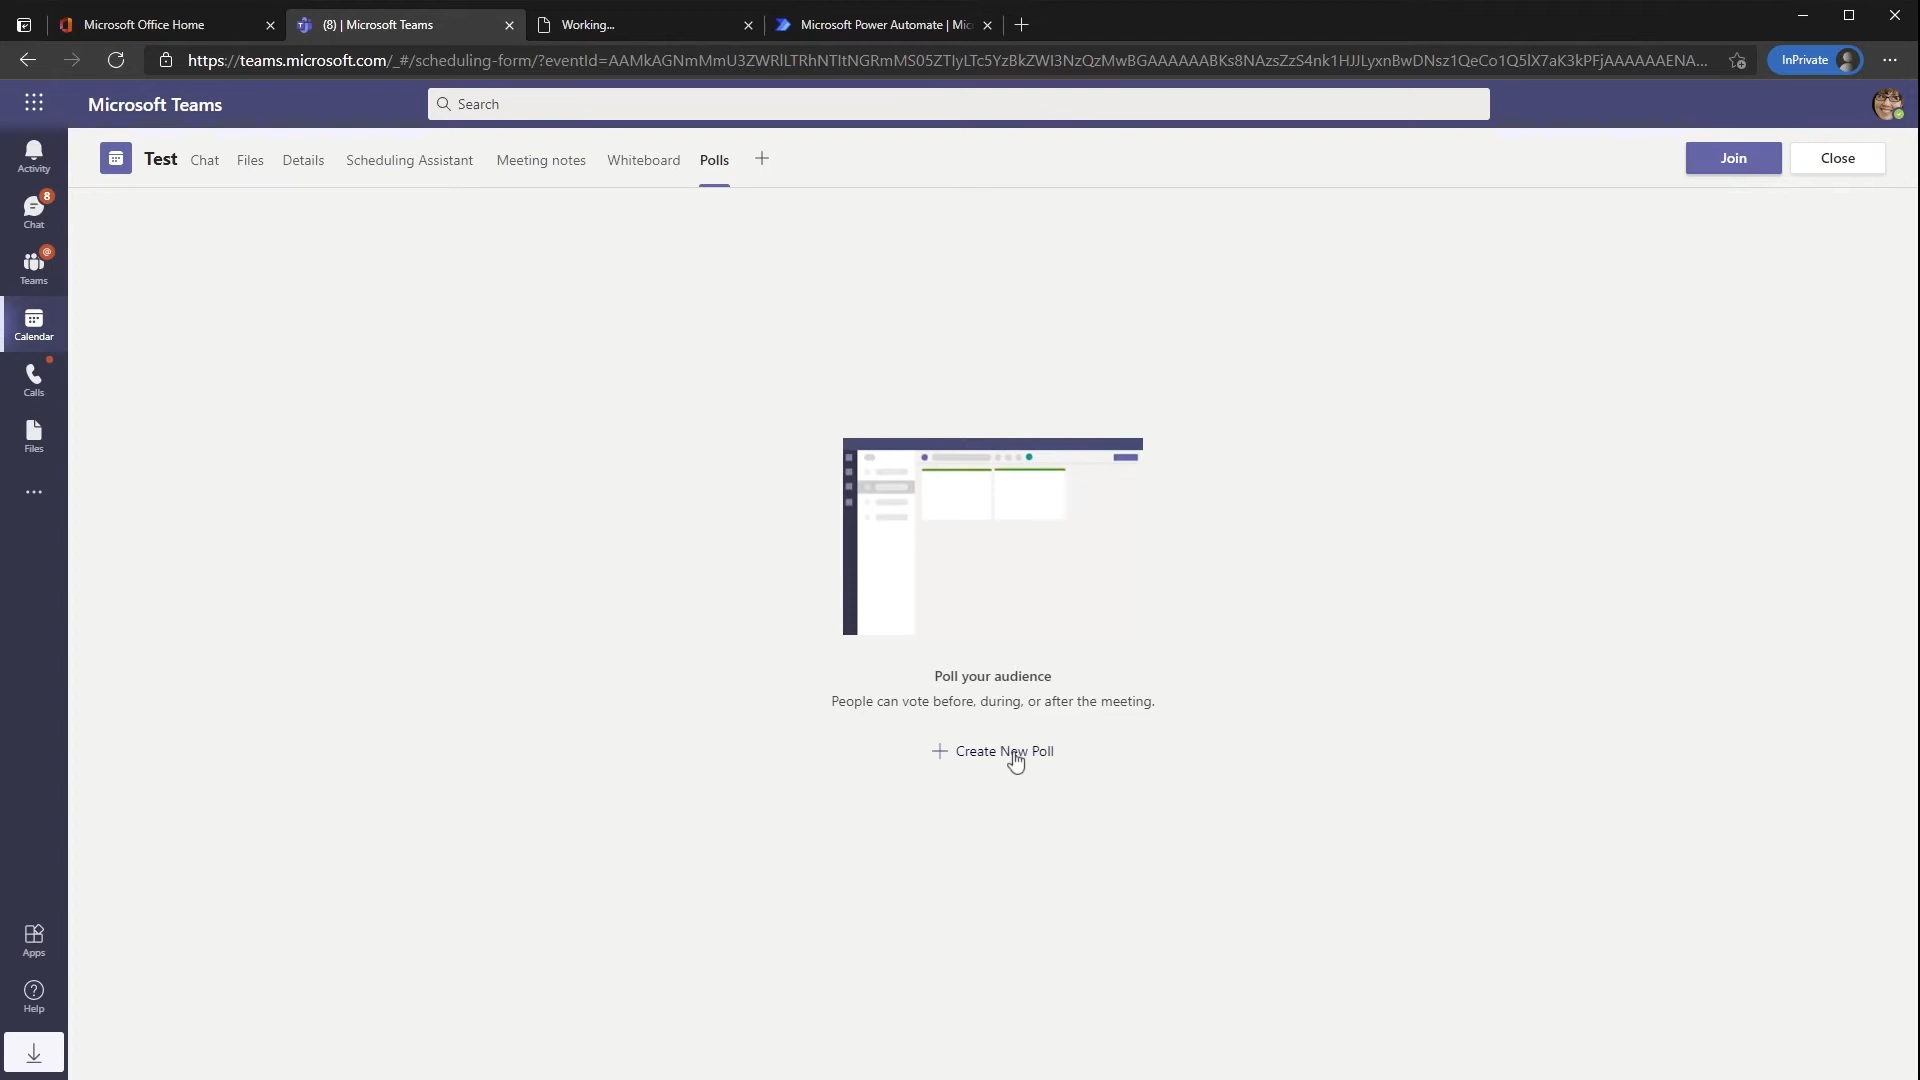 Microsoft Office Home
(8) | Microsoft Teams
Working...
Microsoft Power Automate | Mic
https://teams.microsoft.com/_#/scheduling-form/?eventId=AAMkAGNmMmU3ZWRlLTRhNTItNGRmMS05ZTIyLTc5YzBkZWI3NzQzMwBGAAAAAABKs8NAzsZzS4nk1HJJLyxnBwDNsz1QeCo1Q5lX7aK3kPFjAAAAAAENA...
InPrivate
Microsoft Teams
Search
Test
Chat
Files
Details
Scheduling Assistant
Meeting notes
Whiteboard
Polls
Join
Close
Activity
8
Chat
@
Teams
Calendar
Calls
Files
Poll your audience
People can vote before, during, or after the meeting.
Create New Poll
Apps
Help